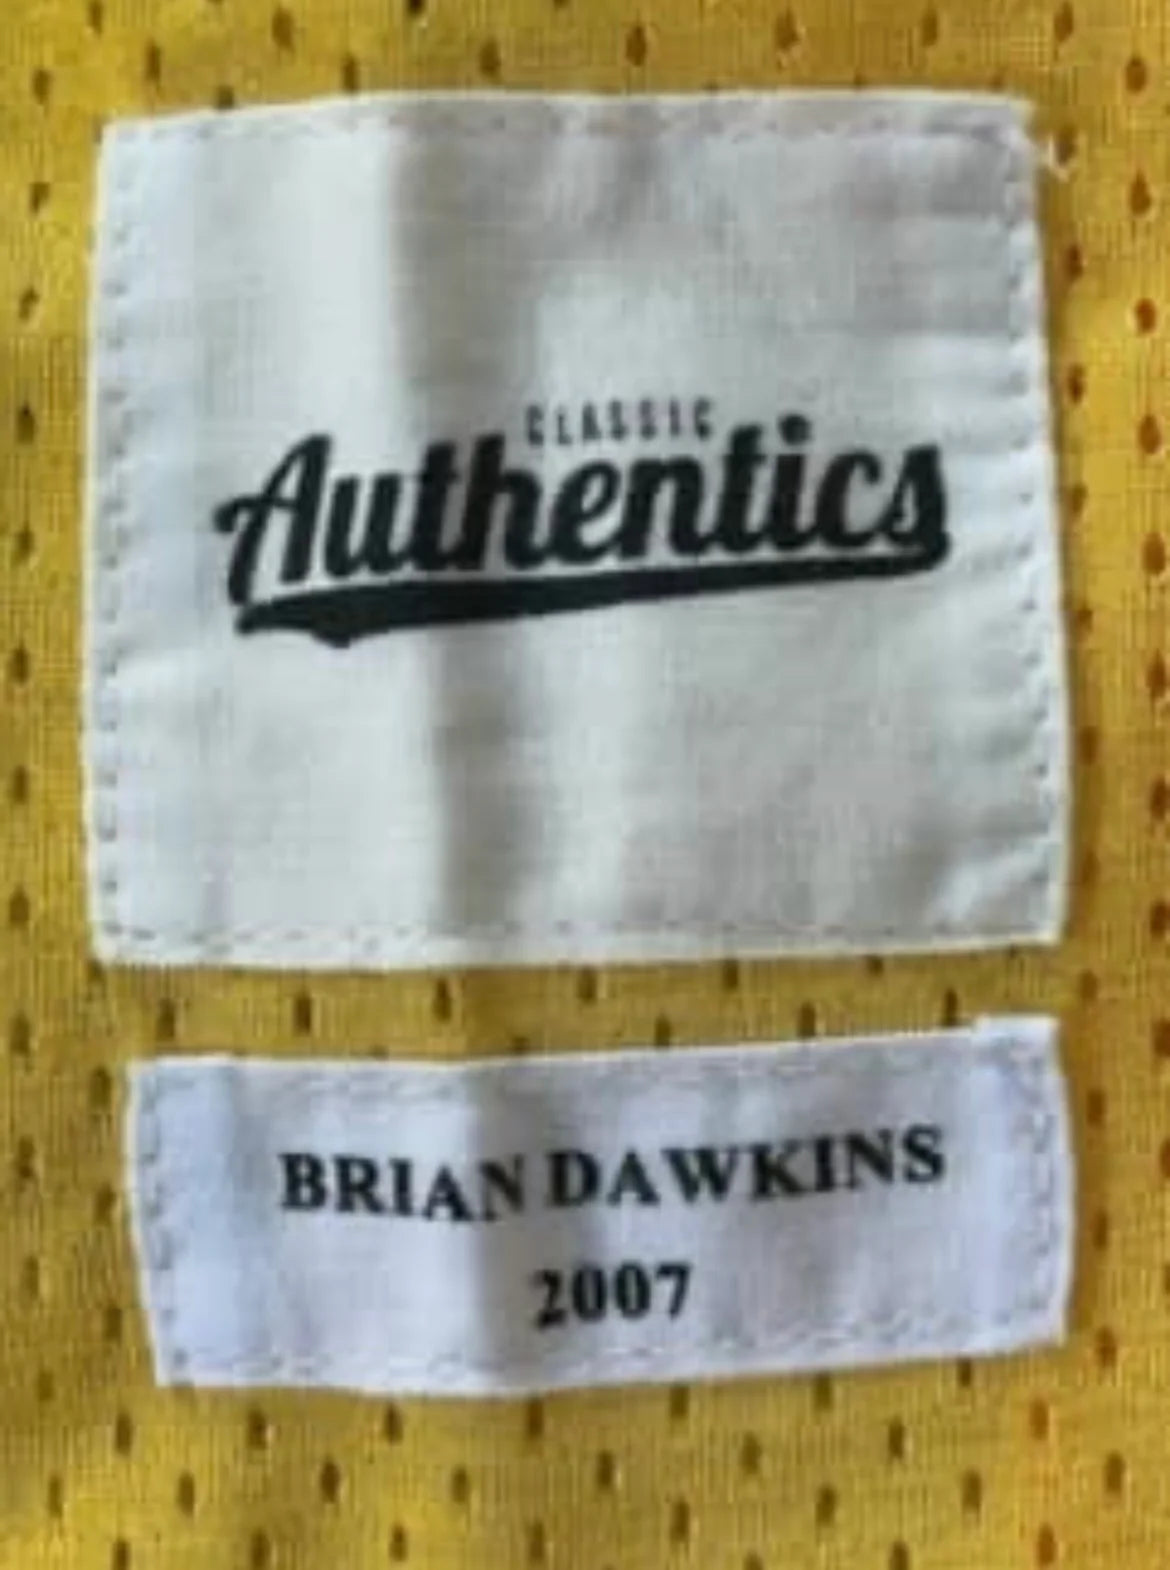 CLASSIC
Authentics
BRIAN DAWKINS
2007